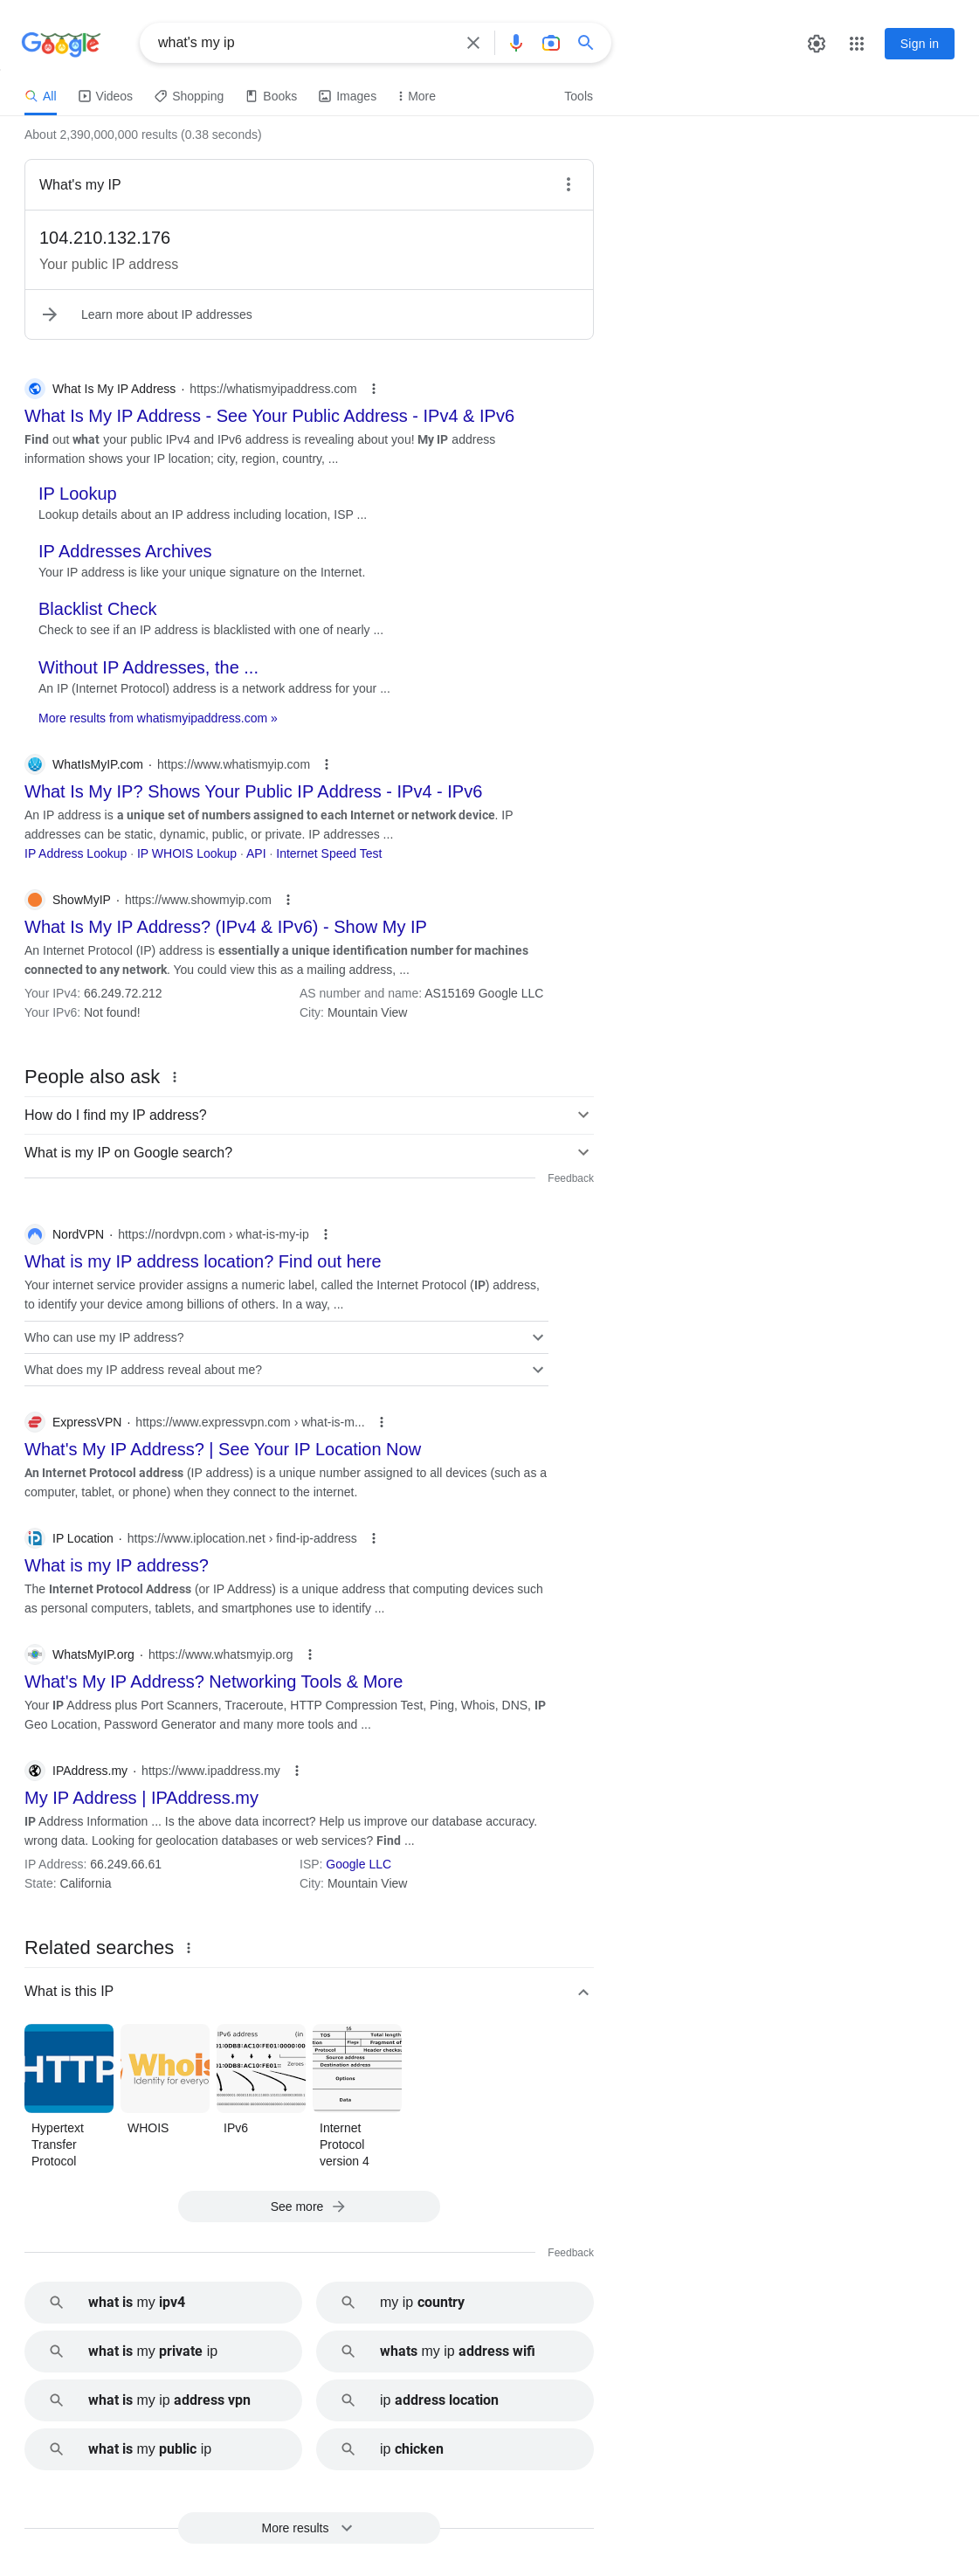 Google
what's my ip
Sign in
All
Videos
Shopping
Books
Images
More
Tools
About 2,390,000,000 results (0.38 seconds)
What's my IP
104.210.132.176
Your public IP address
Learn more about IP addresses
What Is My IP Address · https://whatismyipaddress.com
What Is My IP Address - See Your Public Address - IPv4 & IPv6
Find out what your public IPv4 and IPv6 address is revealing about you! My IP address
information shows your IP location; city, region, country, ...
IP Lookup
Lookup details about an IP address including location, ISP ...
IP Addresses Archives
Your IP address is like your unique signature on the Internet.
Blacklist Check
Check to see if an IP address is blacklisted with one of nearly ...
Without IP Addresses, the ...
An IP (Internet Protocol) address is a network address for your ...
More results from whatismyipaddress.com »
WhatIsMyIP.com · https://www.whatismyip.com
What Is My IP? Shows Your Public IP Address - IPv4 - IPv6
An IP address is a unique set of numbers assigned to each Internet or network device. IP
addresses can be static, dynamic, public, or private. IP addresses ...
IP Address Lookup · IP WHOIS Lookup · API · Internet Speed Test
ShowMyIP · https://www.showmyip.com
What Is My IP Address? (IPv4 & IPv6) - Show My IP
An Internet Protocol (IP) address is essentially a unique identification number for machines
connected to any network. You could view this as a mailing address, ...
Your IPv4: 66.249.72.212
AS number and name: AS15169 Google LLC
Your IPv6: Not found!
City: Mountain View
People also ask
How do I find my IP address?
What is my IP on Google search?
Feedback
NordVPN · https://nordvpn.com › what-is-my-ip
What is my IP address location? Find out here
Your internet service provider assigns a numeric label, called the Internet Protocol (IP) address,
to identify your device among billions of others. In a way, ...
Who can use my IP address?
What does my IP address reveal about me?
ExpressVPN · https://www.expressvpn.com › what-is-m...
What's My IP Address? | See Your IP Location Now
An Internet Protocol address (IP address) is a unique number assigned to all devices (such as a
computer, tablet, or phone) when they connect to the internet.
IP Location · https://www.iplocation.net › find-ip-address
What is my IP address?
The Internet Protocol Address (or IP Address) is a unique address that computing devices such
as personal computers, tablets, and smartphones use to identify ...
WhatsMyIP.org · https://www.whatsmyip.org
What's My IP Address? Networking Tools & More
Your IP Address plus Port Scanners, Traceroute, HTTP Compression Test, Ping, Whois, DNS, IP
Geo Location, Password Generator and many more tools and ...
IPAddress.my · https://www.ipaddress.my
My IP Address | IPAddress.my
IP Address Information ... Is the above data incorrect? Help us improve our database accuracy.
wrong data. Looking for geolocation databases or web services? Find ...
IP Address: 66.249.66.61
ISP: Google LLC
State: California
City: Mountain View
Related searches
What is this IP
HTTP
Whois
Identity for everyo
IPv6 address (in
Zeroes
16
TOS
Total length
Flags
Fragment of
Protocol
Header checksu
Source address
Destination address
Options
Data
Hypertext
Transfer
Protocol
WHOIS
IPv6
Internet
Protocol
version 4
See more
Feedback
what is my ipv4
my ip country
what is my private ip
whats my ip address wifi
what is my ip address vpn
ip address location
what is my public ip
ip chicken
More results